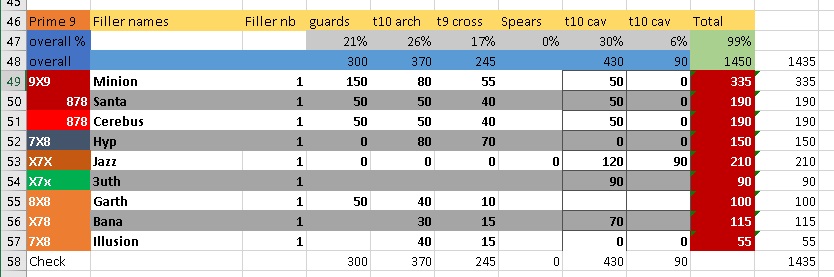 45
46 Prime 9 Filler names Filler nb guards t10 arch t9 cross Spears t10 cav t10 cav Total
47 overall % 21% 26% 17% 0% 30% 6% 99%
48 overall 300 370 245 430 90 1450 1435
49 9X9 Minion 1 150 80 55 50 0 335 335
50 878 Santa 1 50 50 40 50 0 190 190
51 878 Cerebus 1 50 50 40 50 0 190 190
52 7X8 Hyp 1 0 80 70 0 0 150 150
53 X7X Jazz 1 0 0 0 0 120 90 210 210
54 X7x 3uth 1 90 90 90
55 8X8 Garth 1 50 40 10 100 100
56 X78 Bana 1 30 15 70 115 115
57 7X8 Illusion 1 40 15 0 0 55 55
58 Check 300 370 245 0 430 90 1435